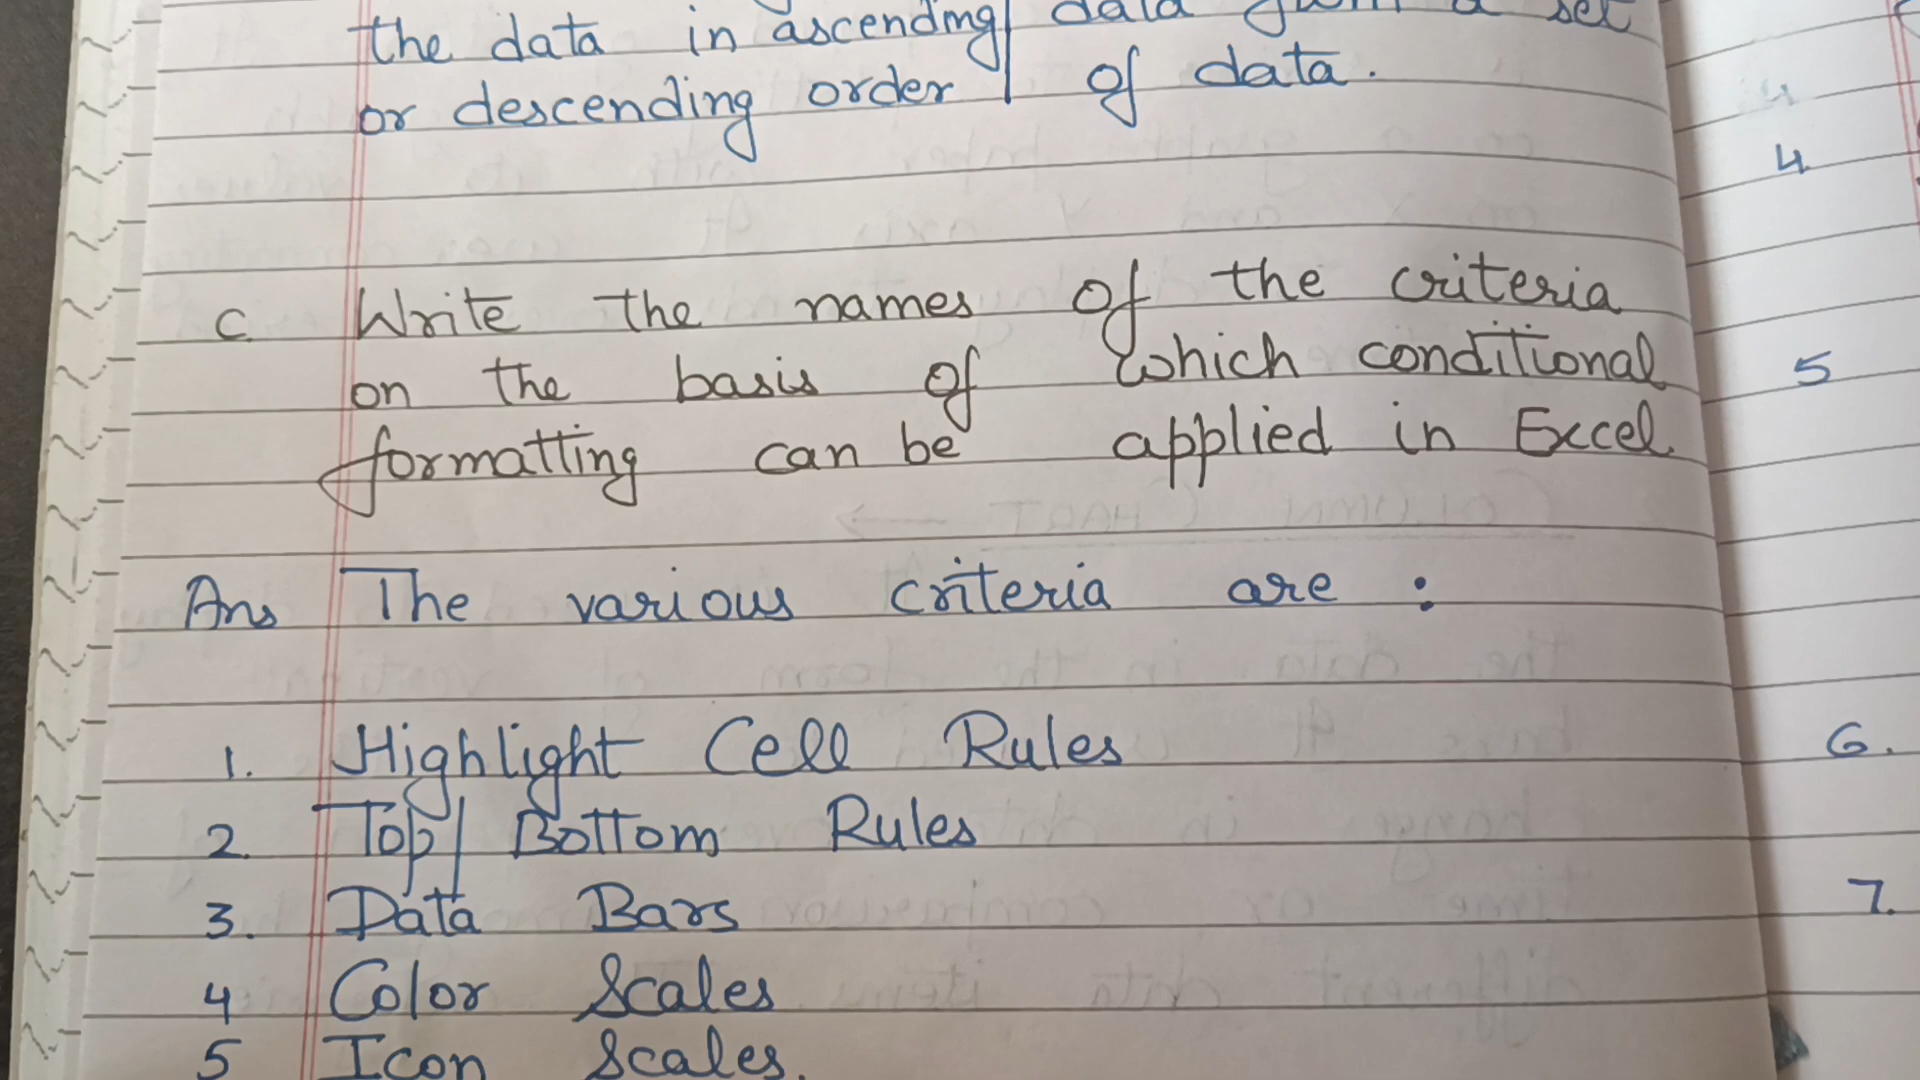 the data in ascending | data from a set
or descending order | of data.
c. Write the names of the criteria
on the basis of which conditional
formatting can be applied in Excel.
Ans The various criteria are :
1. Highlight Cell Rules
2. Top/Bottom Rules
3. Data Bars
4 Color Scales
5 Icon Scales.
4
5
6.
7.